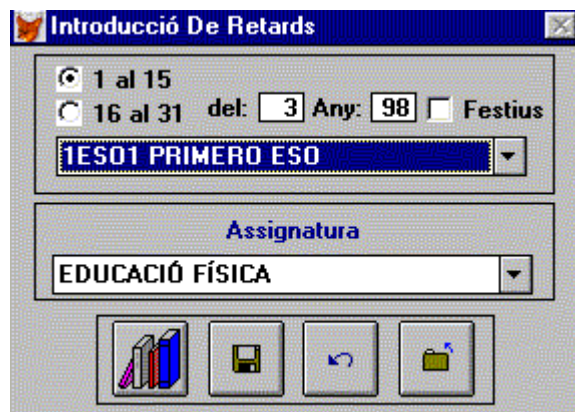 Introducció De Retards
1 al 15
16 al 31 del: 3 Any: 98 Festius
1ESO1 PRIMERO ESO
Assignatura
EDUCACIÓ FÍSICA